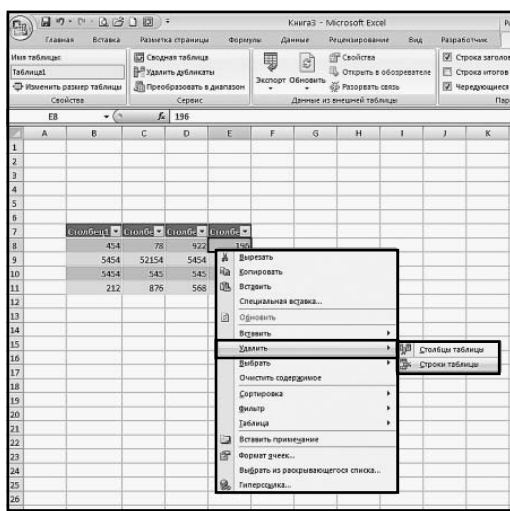 Книга3 - Microsoft Excel
Главная Вставка Разметка страницы Формулы Данные Рецензирование Вид Разработчик
Имя таблицы: Сводная таблица Свойства Строка заголо
Таблица1 Удалить дубликаты Экспорт Обновить Открыть в обозревателе Строка итогов
Изменить размер таблицы Преобразовать в диапазон Разорвать связь Чередующиеся
Свойства Сервис Данные из внешней таблицы Пар
E8 fx 196
A B C D E F G H I J K
1
2
3
4
5
6
7 Столбец1 Столбе Столбе Столбе
8 454 78 922 196
9 5454 52154 5454
10 5454 545 545
11 212 876 568
12
13
14
15
16
17
18
19
20
21
22
23
24
25
26
Вырезать
Копировать
Вставить
Специальная вставка...
Обновить
Вставить
Удалить
Столбцы таблицы
Строки таблицы
Выбрать
Очистить содержимое
Сортировка
Фильтр
Таблица
Вставить примечание
Формат ячеек...
Выбрать из раскрывающегося списка...
Гиперссылка...